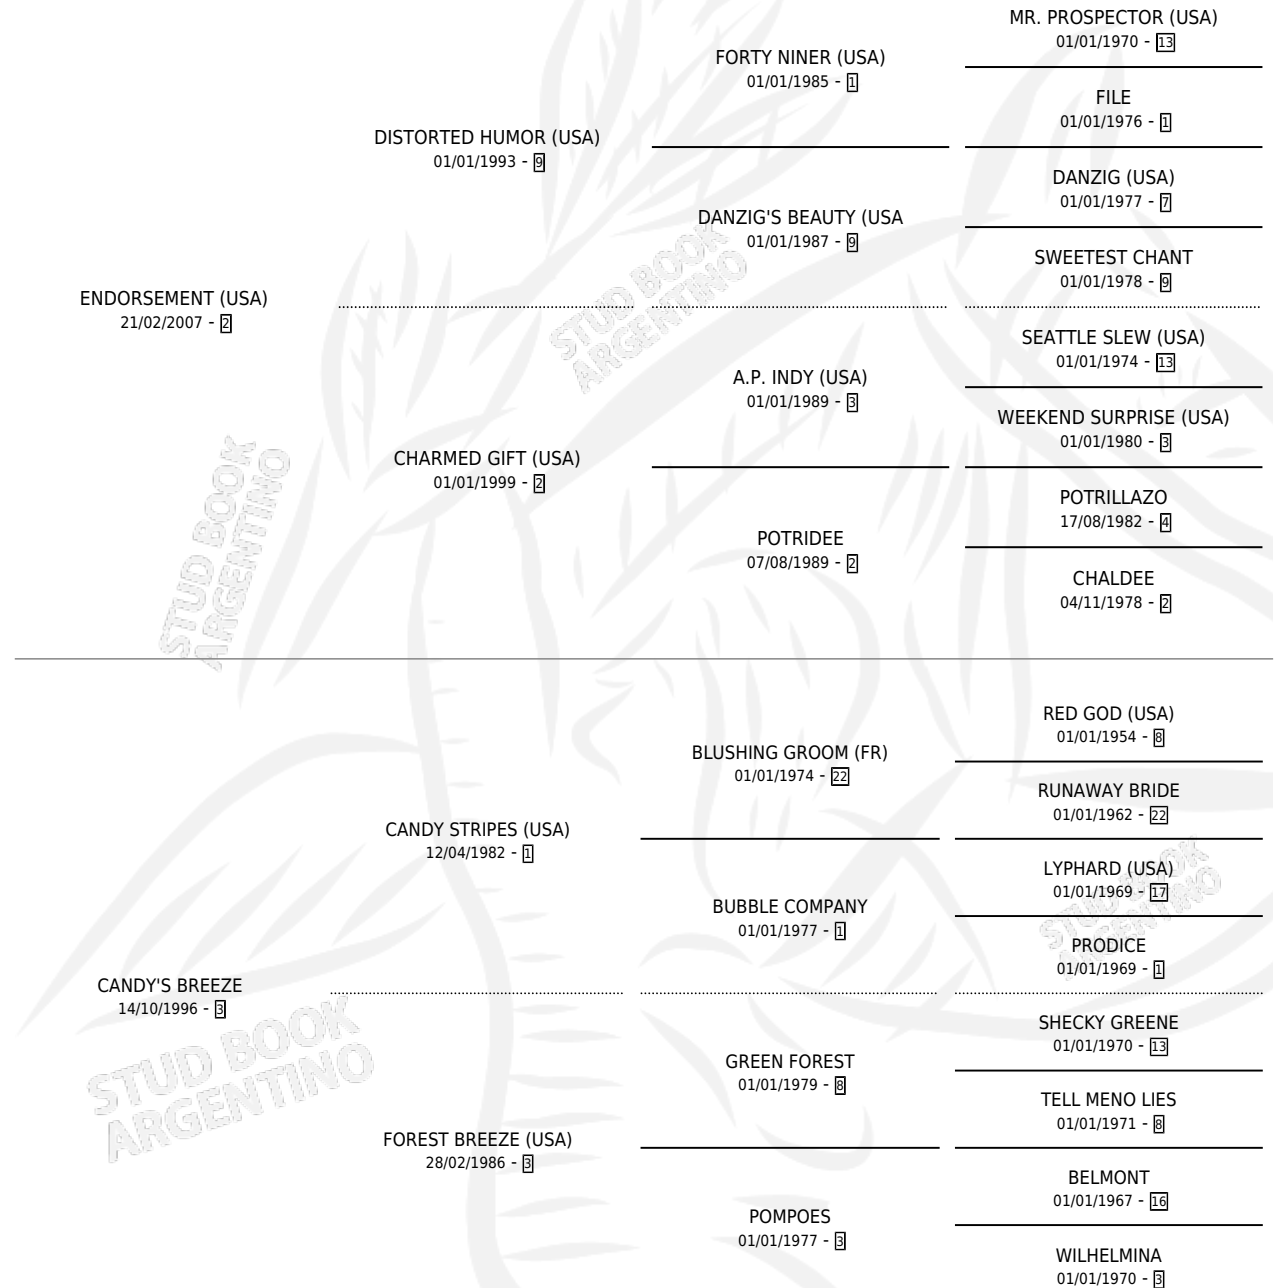 MR. PROSPECTOR (USA)
01/01/1970 - 13
FORTY NINER (USA)
01/01/1985 - 1
FILE
01/01/1976 - 1
DISTORTED HUMOR (USA)
01/01/1993 - 9
DANZIG (USA)
01/01/1977 - 7
DANZIG'S BEAUTY (USA
01/01/1987 - 9
SWEETEST CHANT
01/01/1978 - 9
ENDORSEMENT (USA)
21/02/2007 - 2
SEATTLE SLEW (USA)
01/01/1974 - 13
A.P. INDY (USA)
01/01/1989 - 3
WEEKEND SURPRISE (USA)
01/01/1980 - 3
CHARMED GIFT (USA)
01/01/1999 - 2
POTRILLAZO
17/08/1982 - 4
POTRIDEE
07/08/1989 - 2
CHALDEE
04/11/1978 - 2
STUD BOOK
ARGENTINO
STUD BOOK
ARGENTINO
RED GOD (USA)
01/01/1954 - 8
BLUSHING GROOM (FR)
01/01/1974 - 22
RUNAWAY BRIDE
01/01/1962 - 22
CANDY STRIPES (USA)
12/04/1982 - 1
LYPHARD (USA)
01/01/1969 - 17
BUBBLE COMPANY
01/01/1977 - 1
PRODICE
01/01/1969 - 1
CANDY'S BREEZE
14/10/1996 - 3
SHECKY GREENE
01/01/1970 - 13
GREEN FOREST
01/01/1979 - 8
TELL MENO LIES
01/01/1971 - 8
FOREST BREEZE (USA)
28/02/1986 - 3
BELMONT
01/01/1967 - 16
POMPOES
01/01/1977 - 3
WILHELMINA
01/01/1970 - 3
STUD BOOK
ARGENTINO
STUD BOOK
ARGENTINO